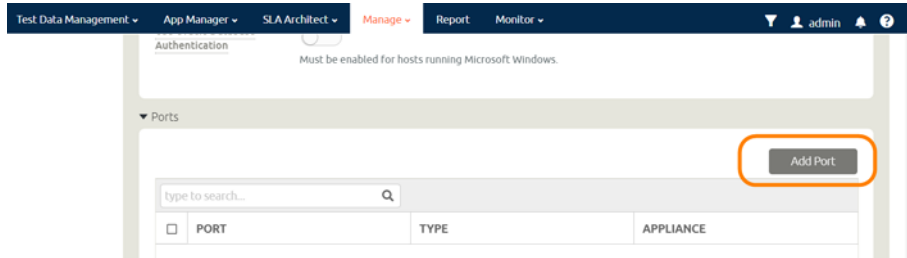 Test Data Management App Manager SLA Architect Manage Report Monitor admin
Authentication
Must be enabled for hosts running Microsoft Windows.
Ports
Add Port
type to search...
PORT TYPE APPLIANCE